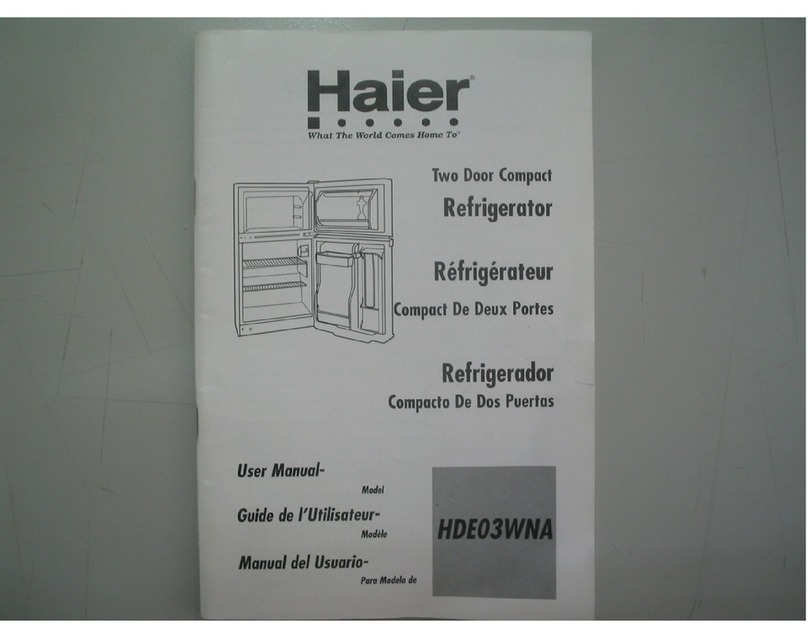 Haier®
What The World Comes Home To™
Two Door Compact
Refrigerator
Réfrigérateur
Compact De Deux Portes
Refrigerador
Compacto De Dos Puertas
User Manual-
Model
Guide de l'Utilisateur-
Modèle
Manual del Usuario-
Para Modelo de
HDE03WNA